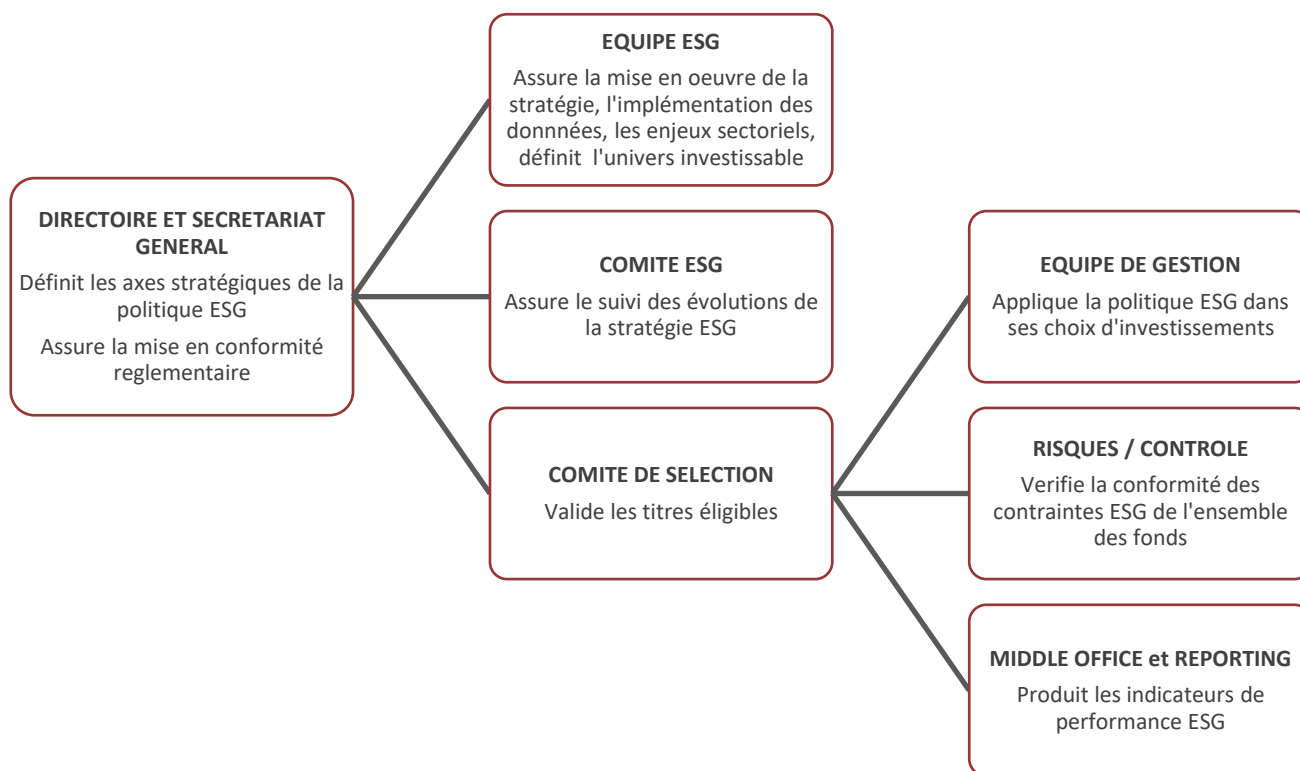 EQUIPE ESG
Assure la mise en oeuvre de la
stratégie, l'implémentation des
donnnées, les enjeux sectoriels,
définit l'univers investissable
DIRECTOIRE ET SECRETARIAT
GENERAL
Définit les axes stratégiques de la
politique ESG
Assure la mise en conformité
reglementaire
COMITE ESG
Assure le suivi des évolutions de
la stratégie ESG
COMITE DE SELECTION
Valide les titres éligibles
EQUIPE DE GESTION
Applique la politique ESG dans
ses choix d'investissements
RISQUES / CONTROLE
Verifie la conformité des
contraintes ESG de l'ensemble
des fonds
MIDDLE OFFICE et REPORTING
Produit les indicateurs de
performance ESG